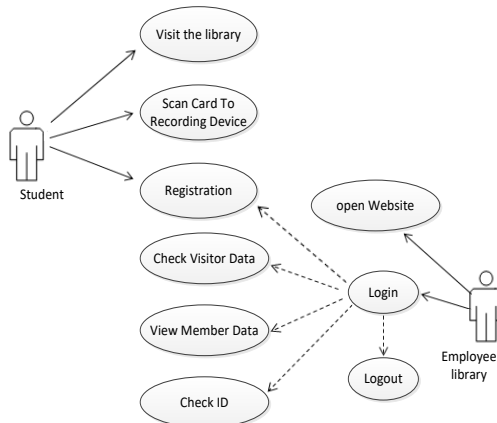 Visit the library
Scan Card To
Recording Device
Student
Registration
open Website
Check Visitor Data
Login
View Member Data
Employee
library
Logout
Check ID